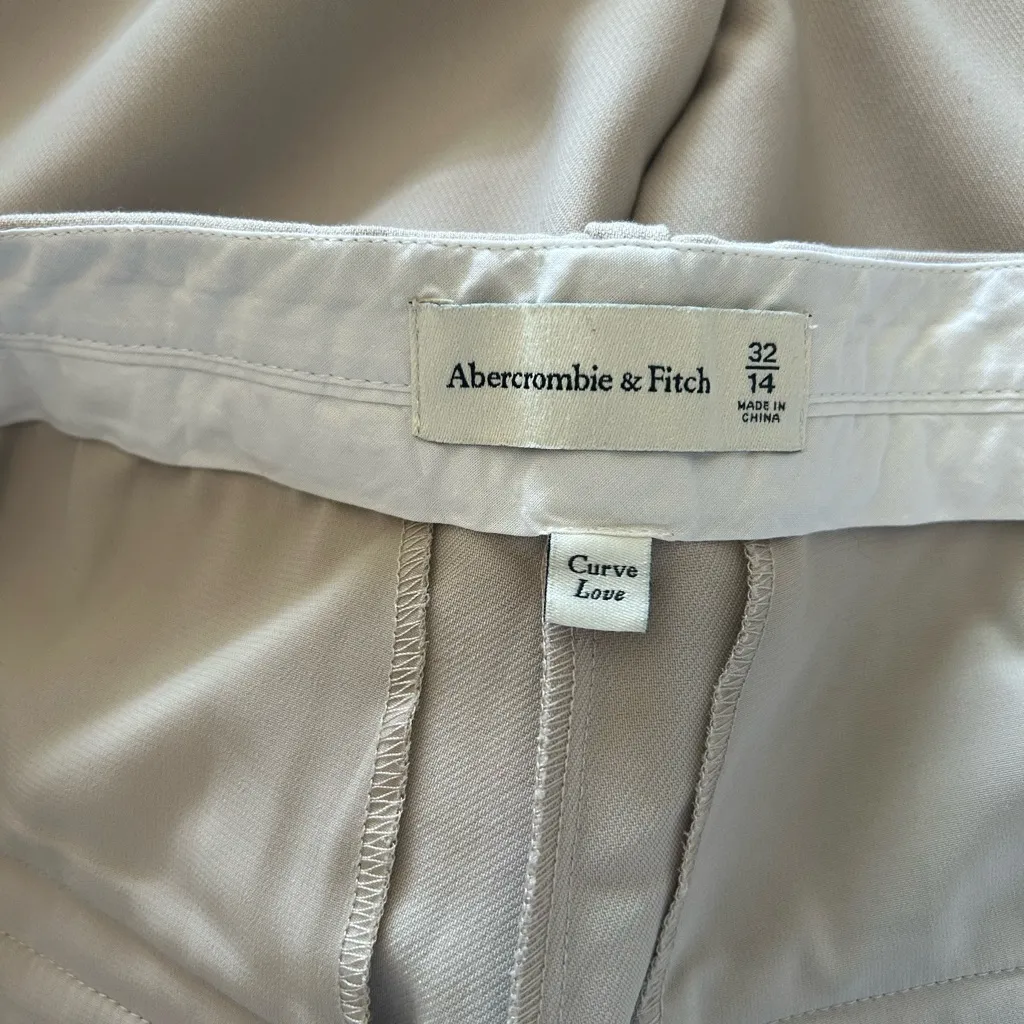 Abercrombie & Fitch
32
14
MADE IN
CHINA
Curve
Love